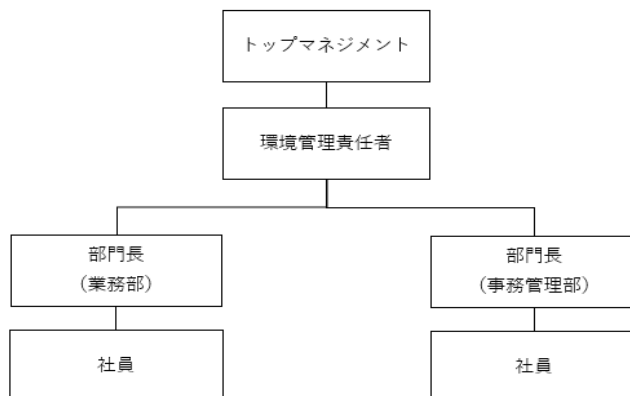 トップマネジメント
環境管理責任者
部門長
(業務部)
部門長
(事務管理部)
社員
社員